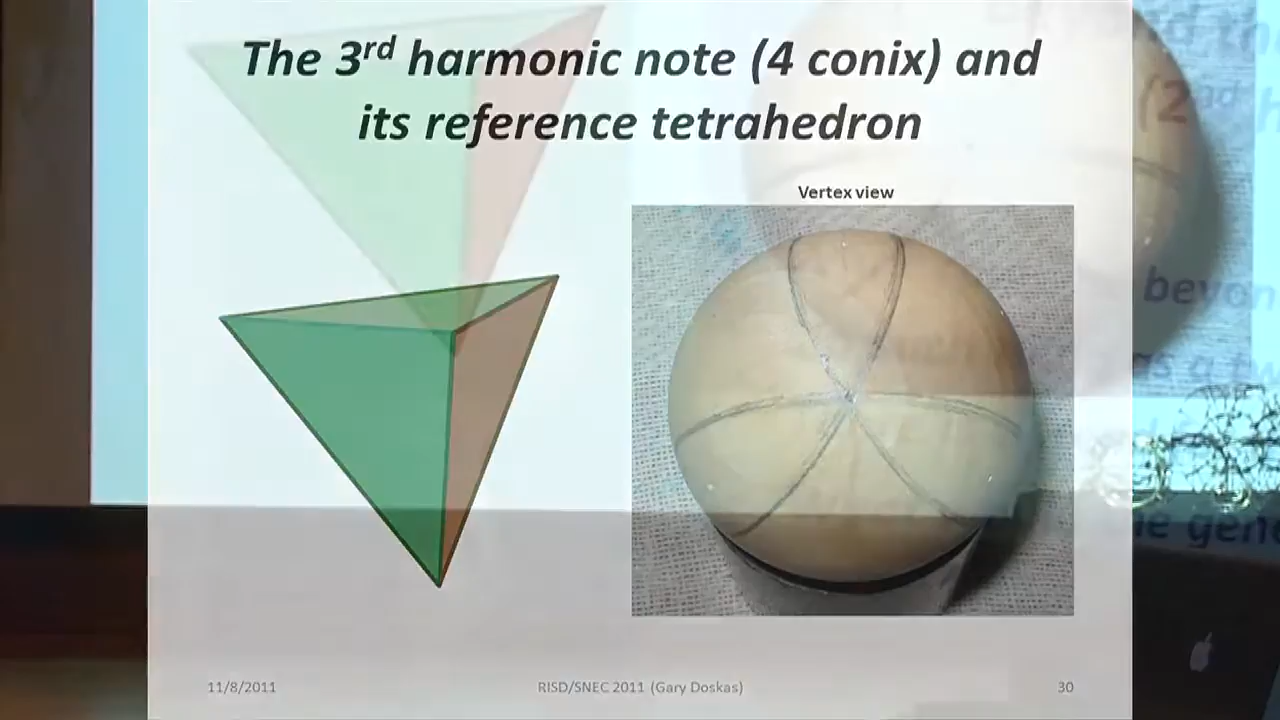 The 3rd harmonic note (4 conix) and
its reference tetrahedron
Vertex view
11/8/2011
RISD/SNEC 2011 (Gary Doskas)
30